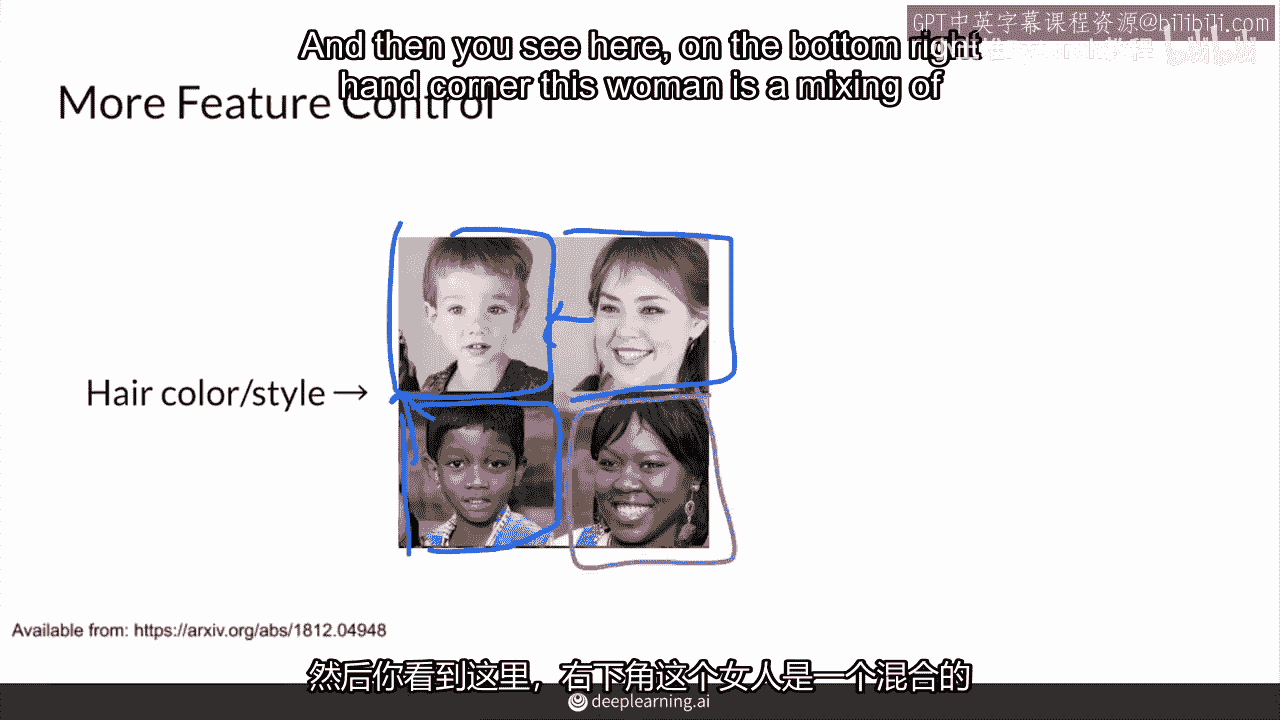 GPT中英字幕课程资源@bilibili.com
And then you see here, on the bottom right
hand corner this woman is a mixing of
More Feature Control
Hair color/style →
Available from: https://arxiv.org/abs/1812.04948
然后你看到这里，右下角这个女人是一个混合的
deeplearning.ai